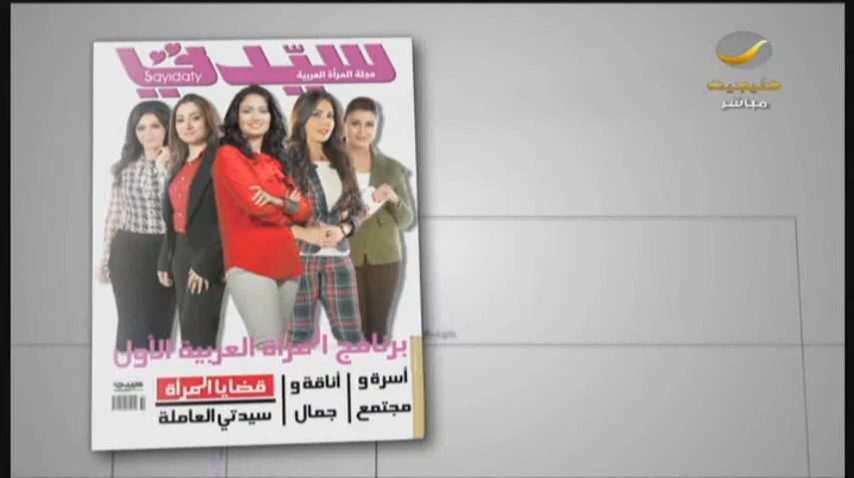 سيدتي
Sayidaty
مجلة المرأة العربية
خليجية
مباشر
برنامج المرأة العربية الأول
أسرة و
مجتمع
أناقة و
جمال
قضايا المرأة
سيدتي العاملة